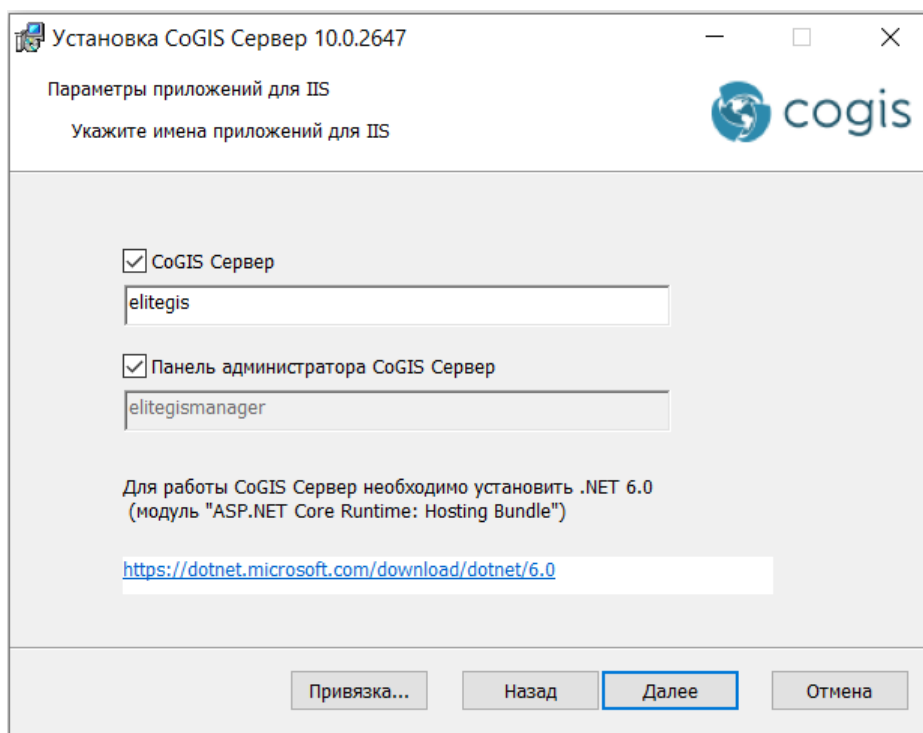 Установка CoGIS Сервер 10.0.2647
Параметры приложений для IIS
Укажите имена приложений для IIS
cogis
CoGIS Сервер
elitegis
Панель администратора CoGIS Сервер
elitegismanager
Для работы CoGIS Сервер необходимо установить .NET 6.0
(модуль "ASP.NET Core Runtime: Hosting Bundle")
https://dotnet.microsoft.com/download/dotnet/6.0
Привязка... Назад Далее Отмена